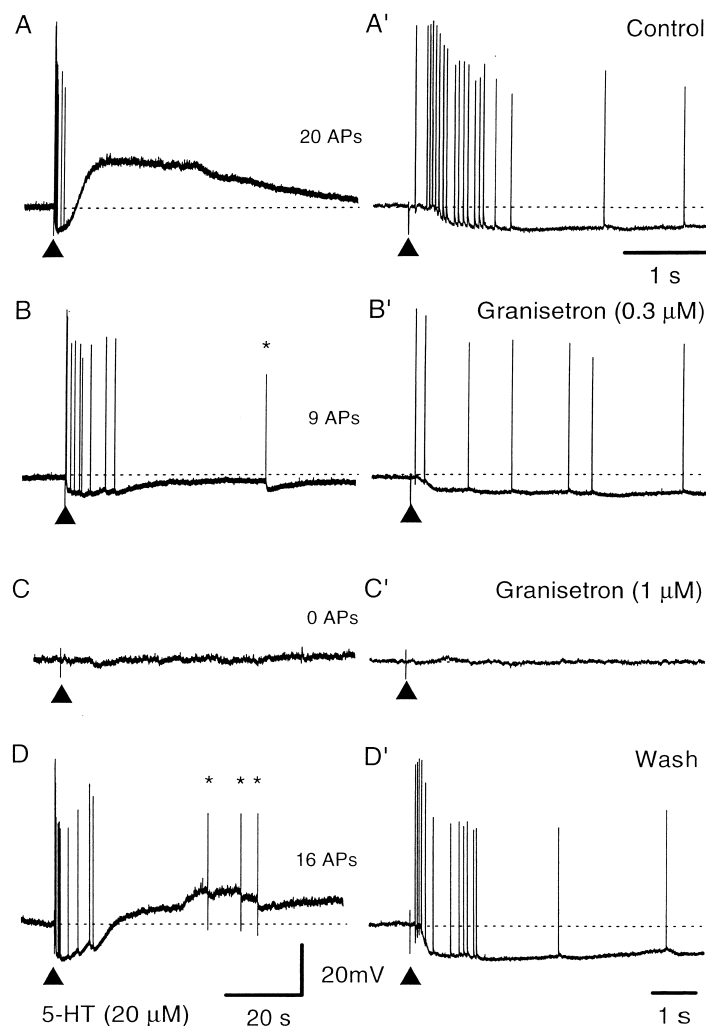 A
A'
Control
20 APs
1 s
B
B'
Granisetron (0.3 µM)
*
9 APs
C
C'
Granisetron (1 µM)
0 APs
D
D'
Wash
* * *
16 APs
20mV
5-HT (20 µM)
20 s
1 s